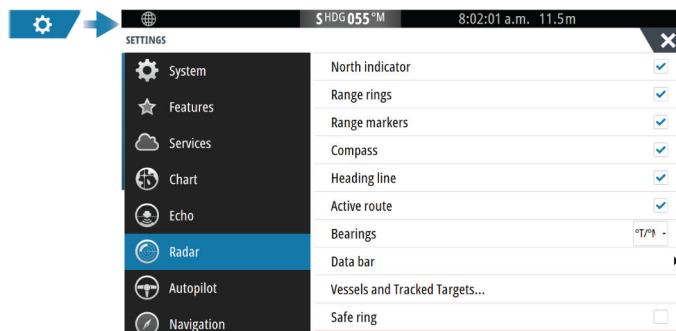 SHDG 055 °M 8:02:01 a.m. 11.5m
SETTINGS
System
Features
Services
Chart
Echo
Radar
Autopilot
Navigation
North indicator
Range rings
Range markers
Compass
Heading line
Active route
Bearings
Data bar
Vessels and Tracked Targets...
Safe ring